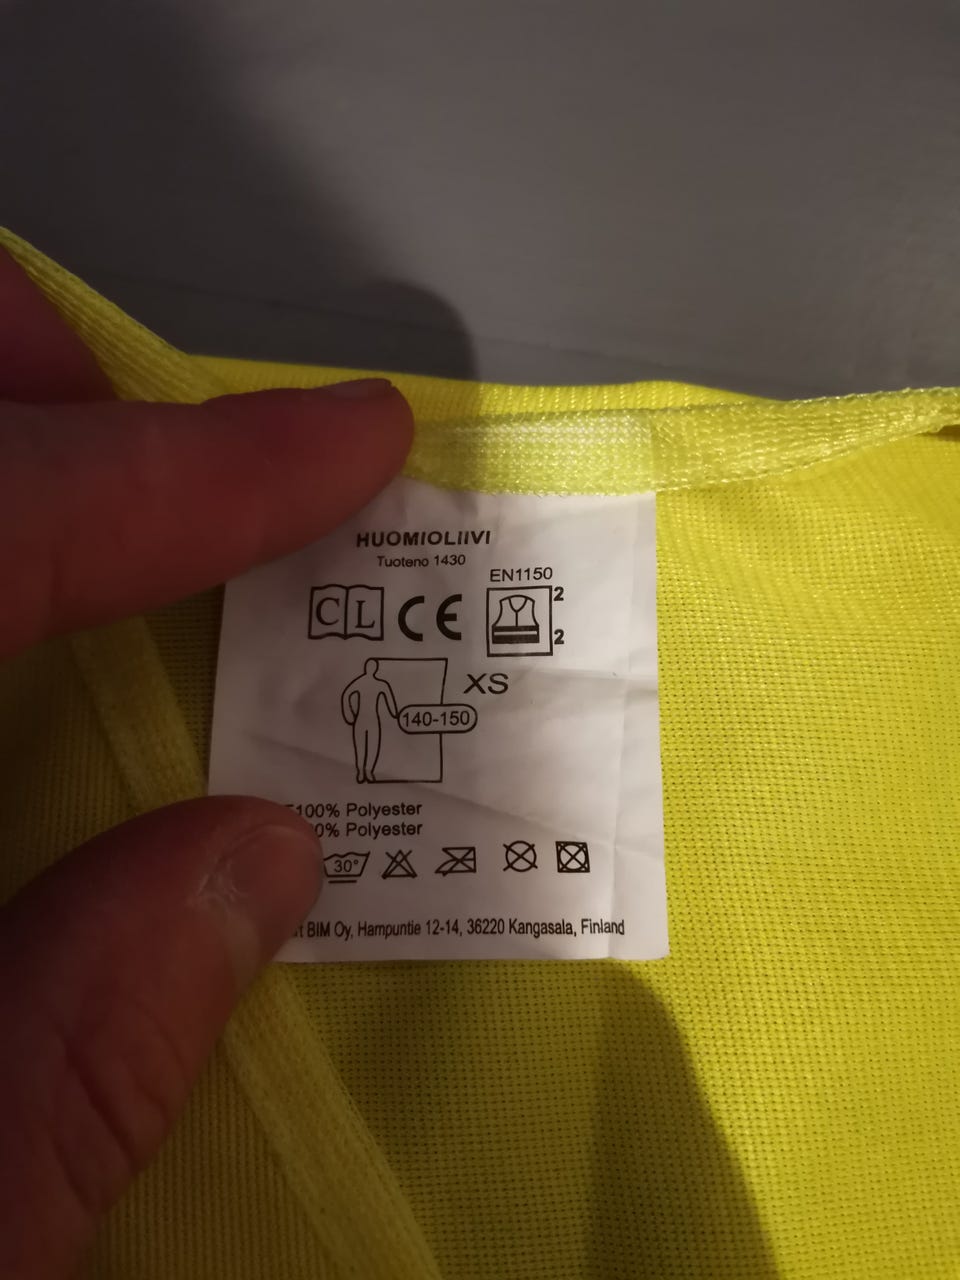 HUOMIOLIIVI
Tuoteno 1430
EN1150
CL CE
2
2
XS
140-150
100% Polyester
0% Polyester
30°
BIM Oy, Hampuntie 12-14, 36220 Kangasala, Finland